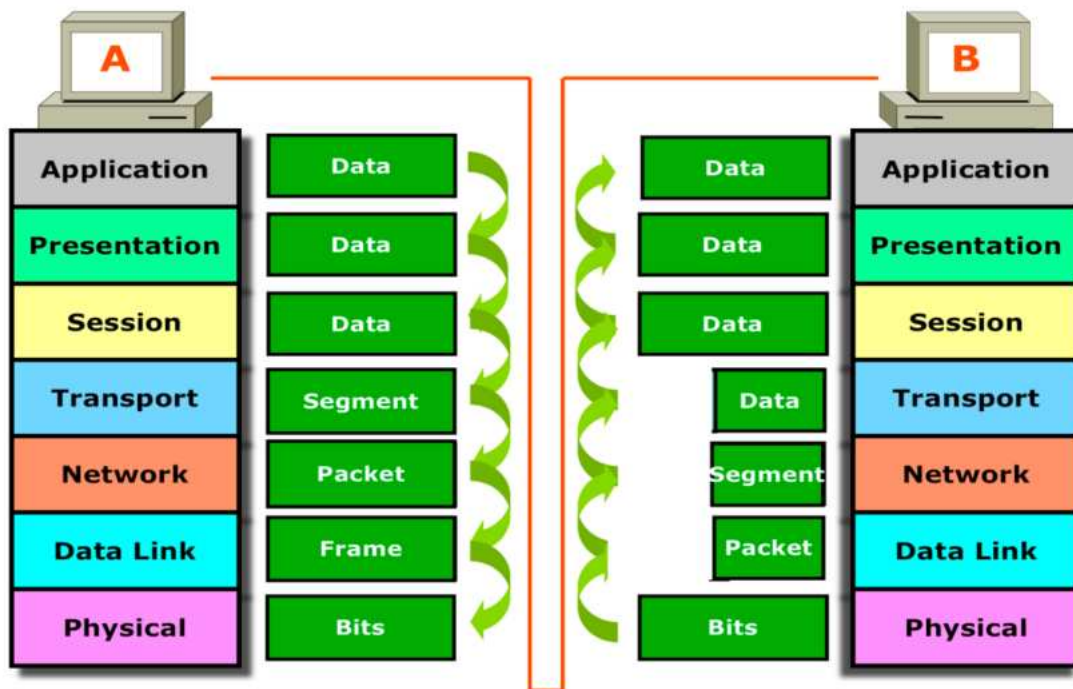 A
B
Application
Data
Data
Application
Presentation
Data
Data
Presentation
Session
Data
Data
Session
Transport
Segment
Data
Transport
Network
Packet
Segment
Network
Data Link
Frame
Packet
Data Link
Physical
Bits
Bits
Physical